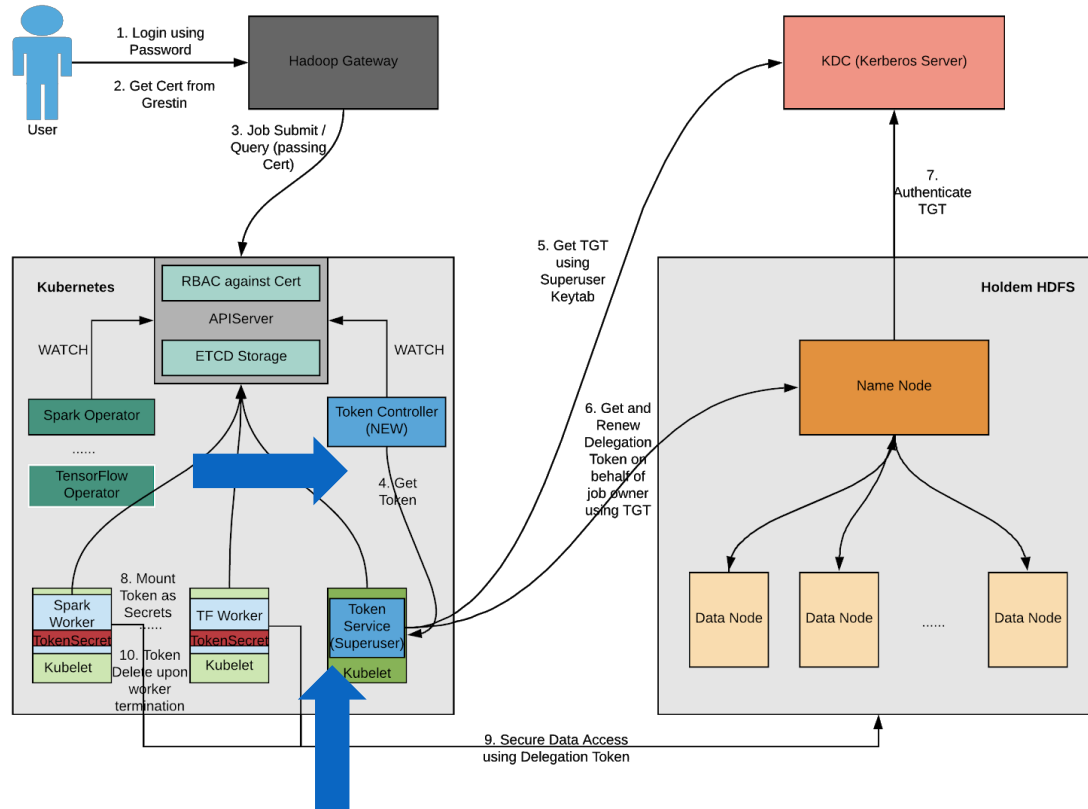 1. Login using
Password
2. Get Cert from
Grestin
User
Hadoop Gateway
KDC (Kerberos Server)
3. Job Submit /
Query (passing
Cert)
7.
Authenticate
TGT
5. Get TGT
using
Superuser
Keytab
Kubernetes
RBAC against Cert
APIServer
ETCD Storage
WATCH
WATCH
Spark Operator
......
TensorFlow
Operator
Token Controller
(NEW)
4. Get
Token
6. Get and
Renew
Delegation
Token on
behalf of
job owner
using TGT
Holdem HDFS
Name Node
Data Node
Data Node
......
Data Node
Spark
Worker
TokenSecret
Kubelet
8. Mount
Token as
Secrets
......
10. Token
Delete upon
worker
termination
TF Worker
TokenSecret
Kubelet
Token
Service
(Superuser)
Kubelet
9. Secure Data Access
using Delegation Token